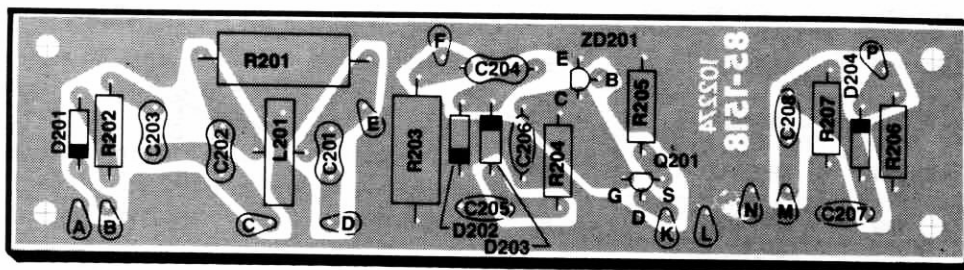 D201
R202
C203
C202
R201
L201
C201
E
A
B
C
D
F
C204
R203
C205
D202
D203
C206
R204
E
B
C
ZD201
R205
Q201
G
S
D
K
L
102274
85-1518
N
M
C208
R207
D204
P
R206
C207